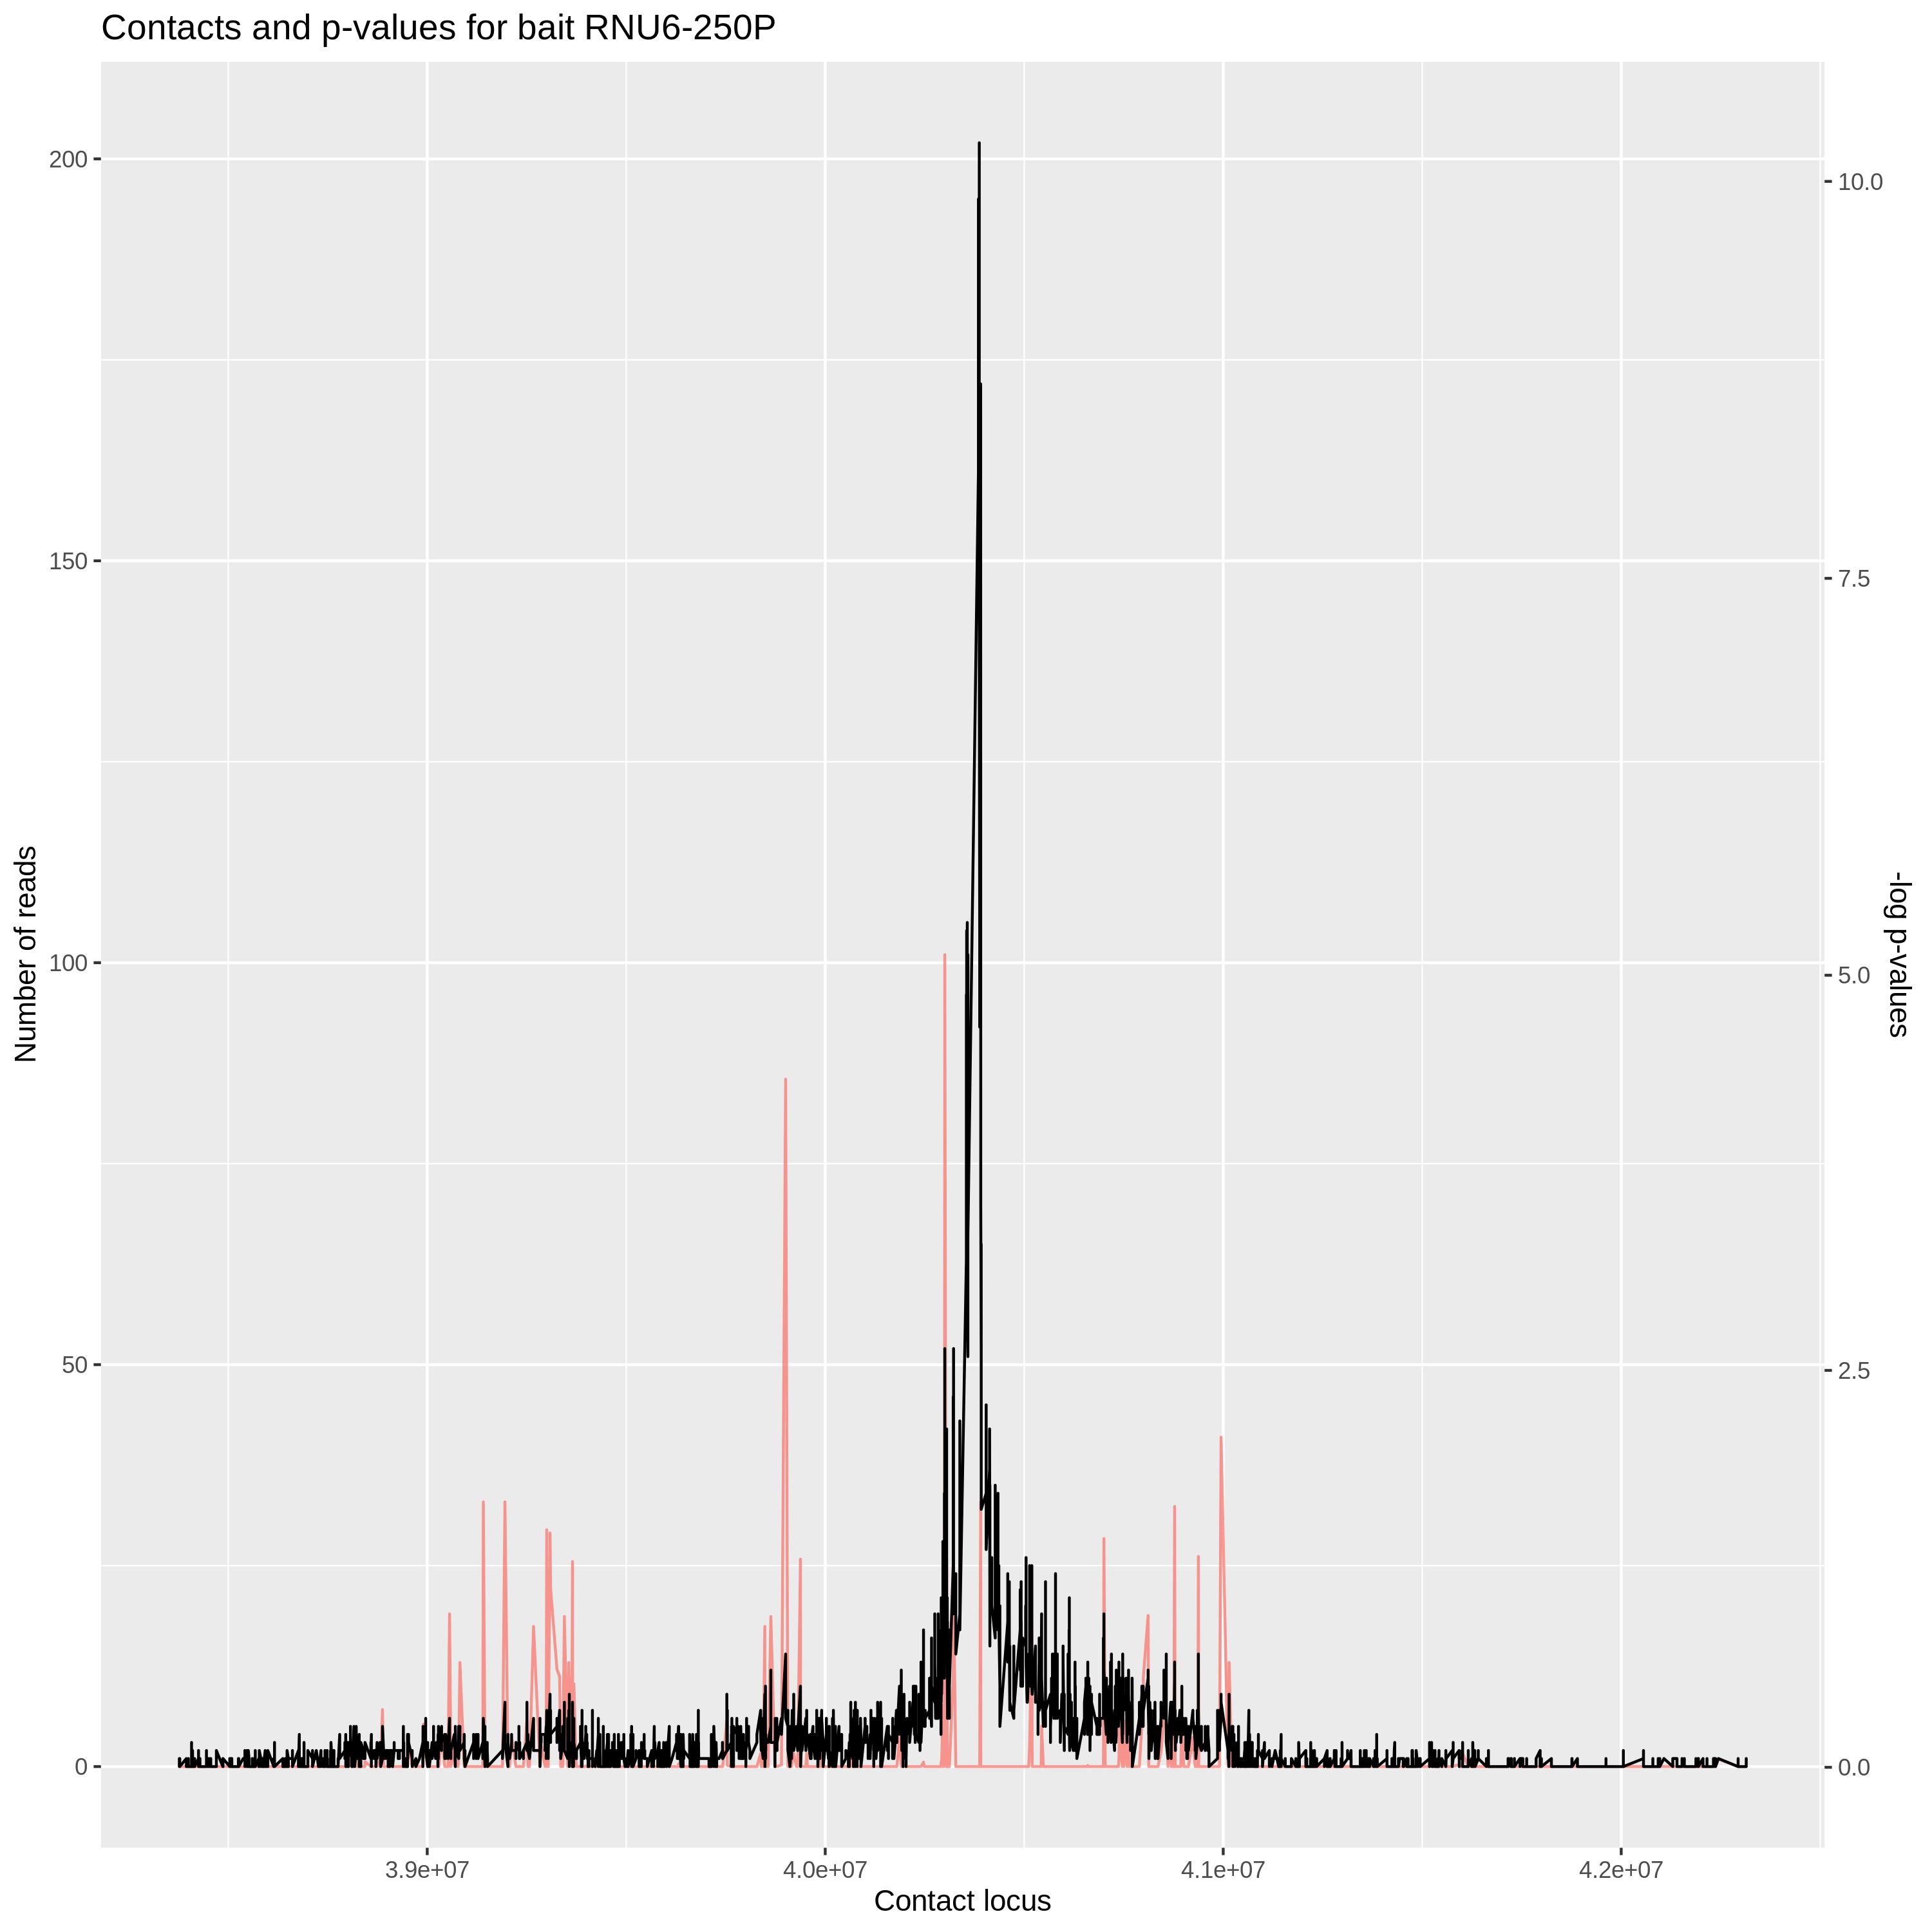 Contacts and p-values for bait RNU6-250P
200
150
100
50
0
Number of reads
10.0
7.5
5.0
2.5
0.0
-log p-values
3.9e+07
4.0e+07
4.1e+07
4.2e+07
Contact locus